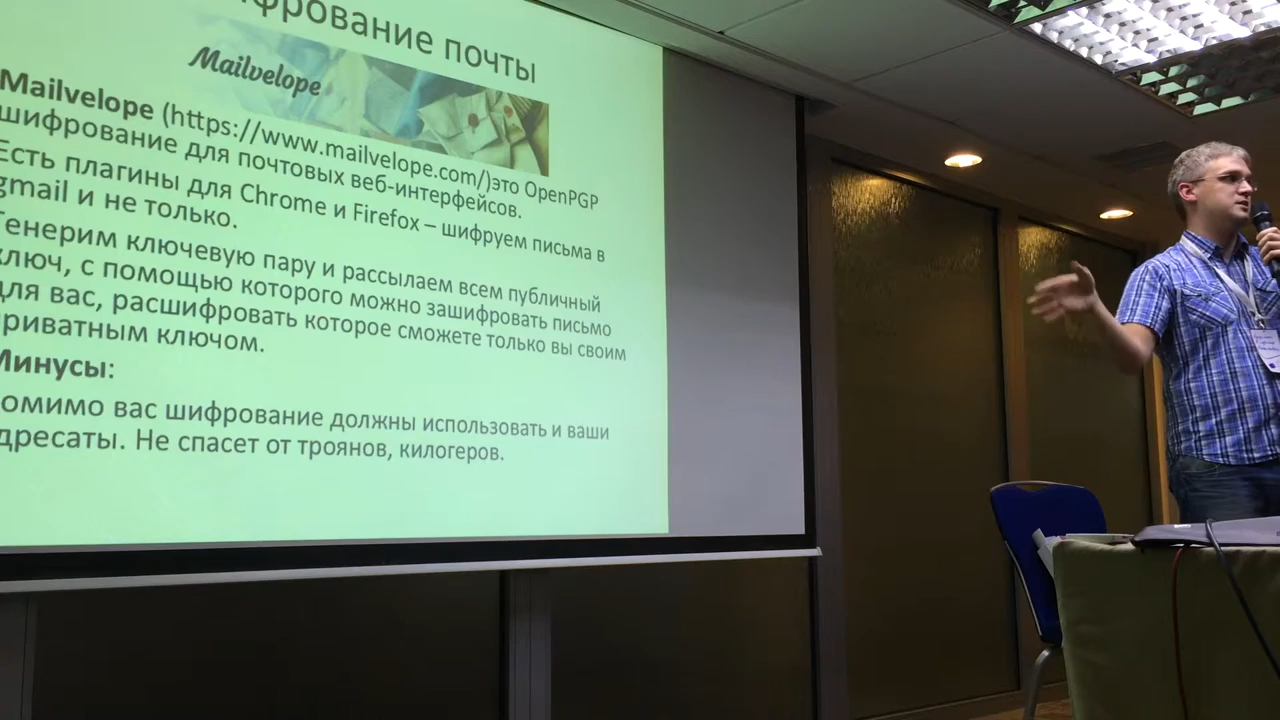 ифрование почты
Mailvelope
Mailvelope (https://www.mailvelope.com/)это OpenPGP
шифрование для почтовых веб-интерфейсов.
Есть плагины для Chrome и Firefox – шифруем письма в
gmail и не только.
Генерим ключевую пару и рассылаем всем публичный
ключ, с помощью которого можно зашифровать письмо
для вас, расшифровать которое сможете только вы своим
приватным ключом.
Минусы:
омимо вас шифрование должны использовать и ваши
дресаты. Не спасет от троянов, килогеров.